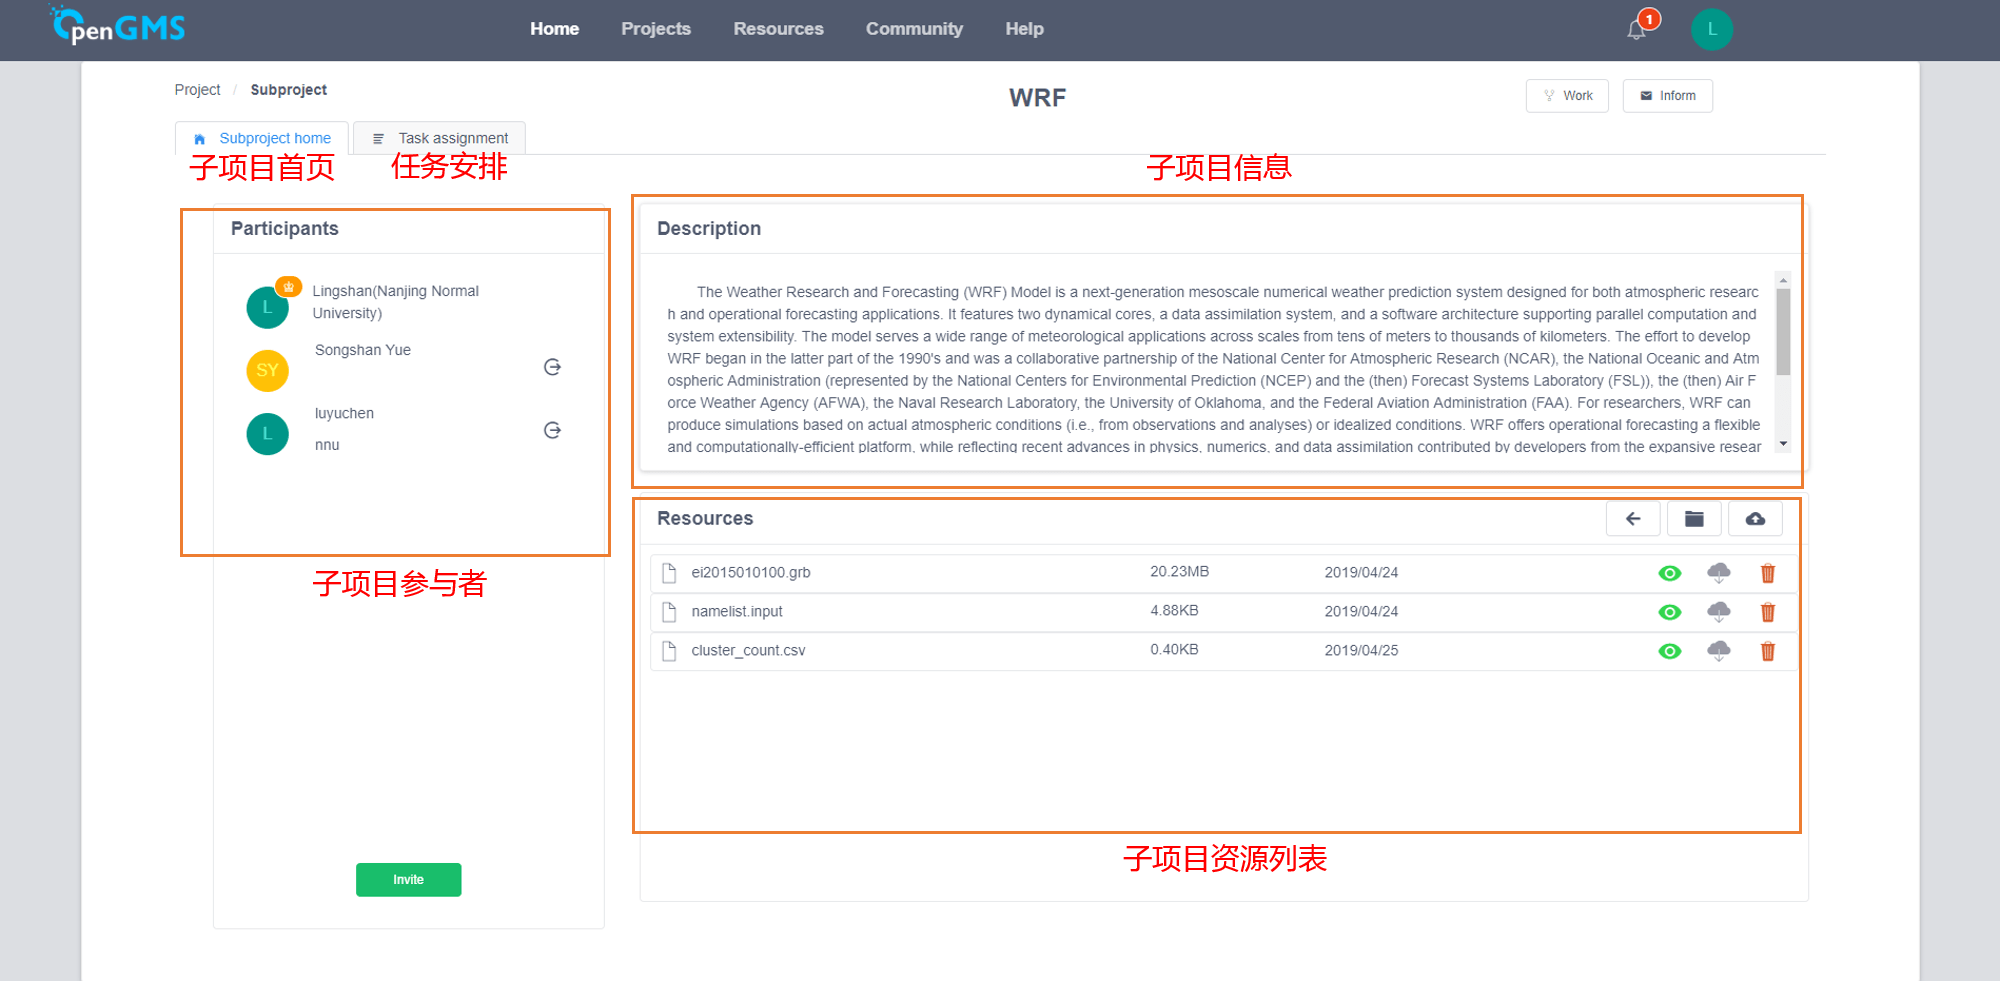 OpenGMS
Home Projects Resources Community Help
1
L
Project / Subproject
WRF
Work Inform
Subproject home Task assignment
子项目首页 任务安排
子项目信息
Participants
L
Lingshan(Nanjing Normal
University)
SY
Songshan Yue
L
luyuchen
nnu
子项目参与者
Invite
Description
The Weather Research and Forecasting (WRF) Model is a next-generation mesoscale numerical weather prediction system designed for both atmospheric researc
h and operational forecasting applications. It features two dynamical cores, a data assimilation system, and a software architecture supporting parallel computation and
system extensibility. The model serves a wide range of meteorological applications across scales from tens of meters to thousands of kilometers. The effort to develop
WRF began in the latter part of the 1990's and was a collaborative partnership of the National Center for Atmospheric Research (NCAR), the National Oceanic and Atm
ospheric Administration (represented by the National Centers for Environmental Prediction (NCEP) and the (then) Forecast Systems Laboratory (FSL)), the (then) Air F
orce Weather Agency (AFWA), the Naval Research Laboratory, the University of Oklahoma, and the Federal Aviation Administration (FAA). For researchers, WRF can
produce simulations based on actual atmospheric conditions (i.e., from observations and analyses) or idealized conditions. WRF offers operational forecasting a flexible
and computationally-efficient platform, while reflecting recent advances in physics, numerics, and data assimilation contributed by developers from the expansive resear
Resources
ei2015010100.grb 20.23MB 2019/04/24
namelist.input 4.88KB 2019/04/24
cluster_count.csv 0.40KB 2019/04/25
子项目资源列表